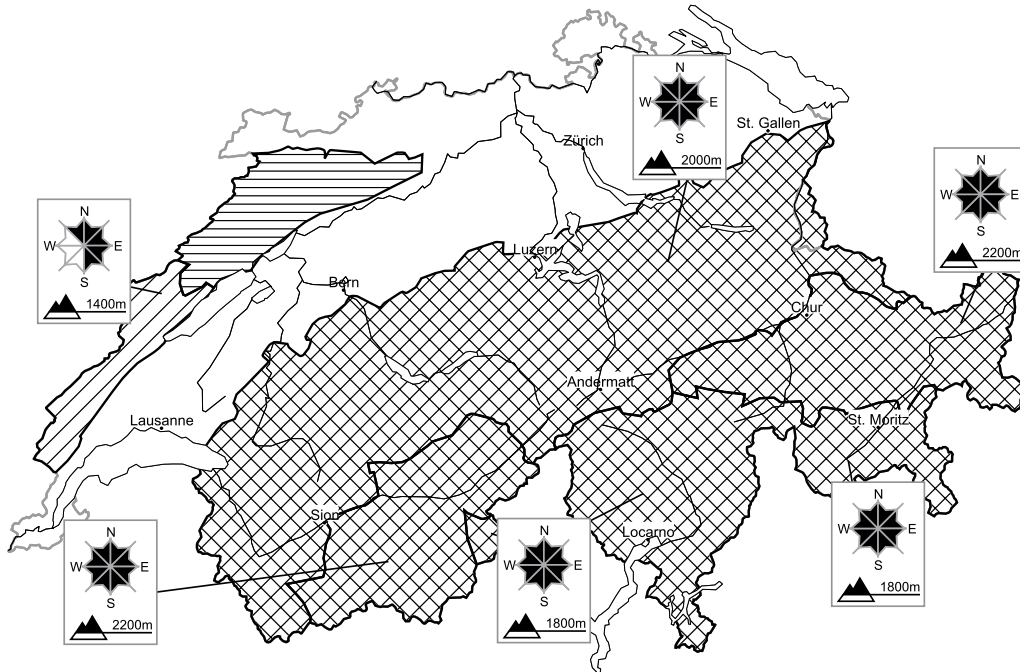 N
W E
S
2000m
Zürich
St. Gallen
N
W E
S
2200m
N
W E
S
1400m
Luzern
Bern
Chur
Andermatt
Lausanne
St. Moritz
Sion
Locarno
N
W E
S
2200m
N
W E
S
1800m
N
W E
S
1800m